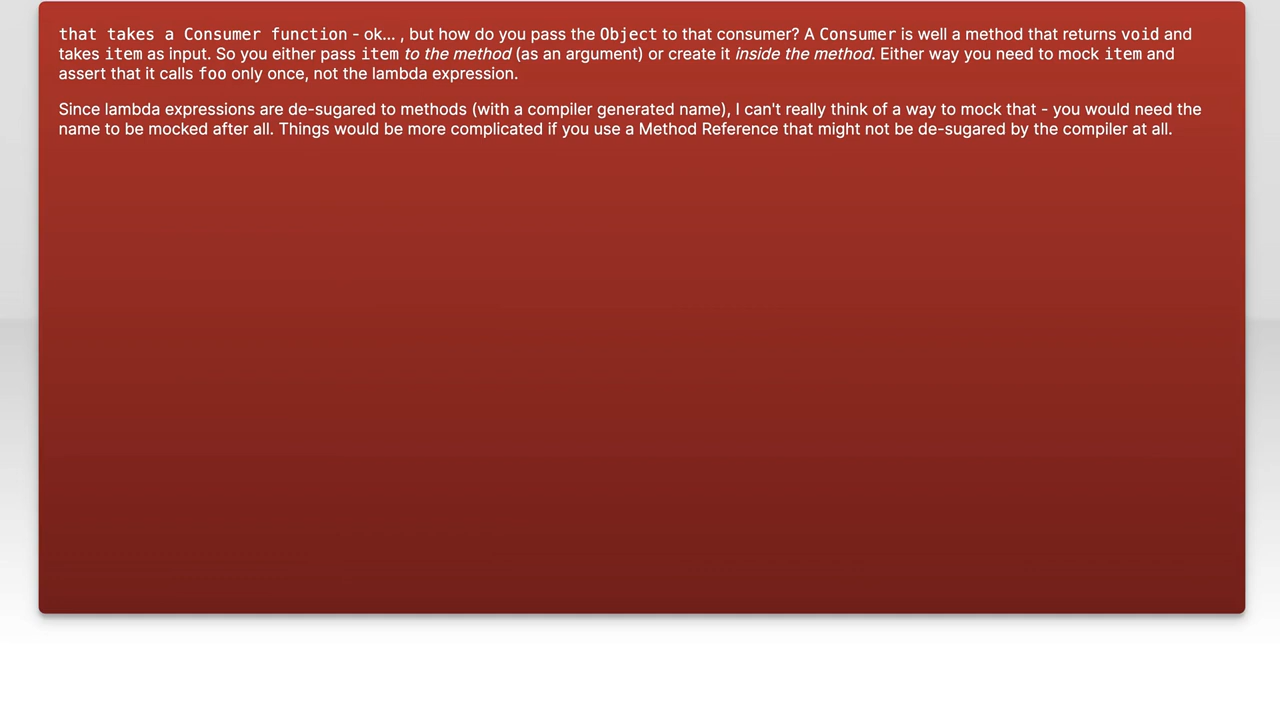 that takes a Consumer function - ok... , but how do you pass the Object to that consumer? A Consumer is well a method that returns void and
takes item as input. So you either pass item to the method (as an argument) or create it inside the method. Either way you need to mock item and
assert that it calls foo only once, not the lambda expression.
Since lambda expressions are de-sugared to methods (with a compiler generated name), I can't really think of a way to mock that - you would need the
name to be mocked after all. Things would be more complicated if you use a Method Reference that might not be de-sugared by the compiler at all.